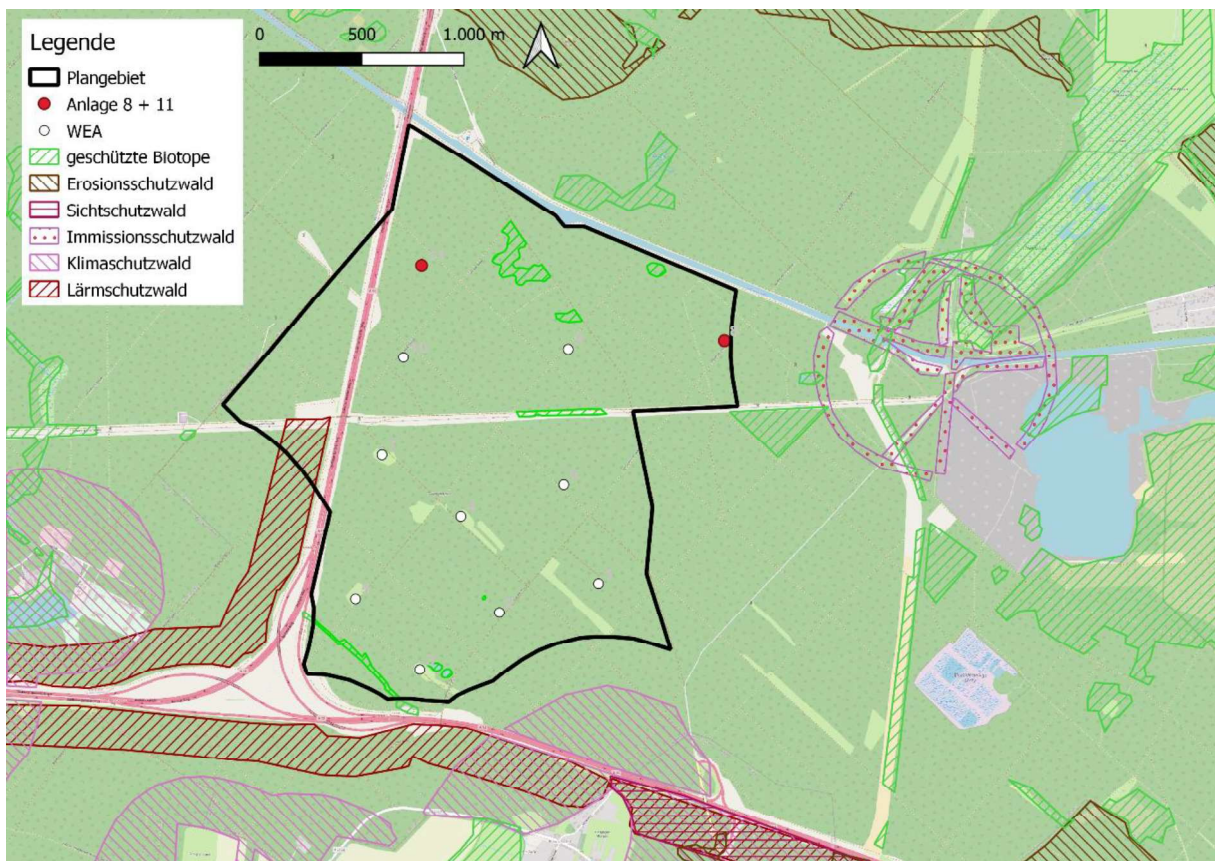 Legende
Plangebiet
Anlage 8 + 11
WEA
geschützte Biotope
Erosionsschutzwald
Sichtschutzwald
Immissionsschutzwald
Klimaschutzwald
Lärmschutzwald
0 500 1.000 m